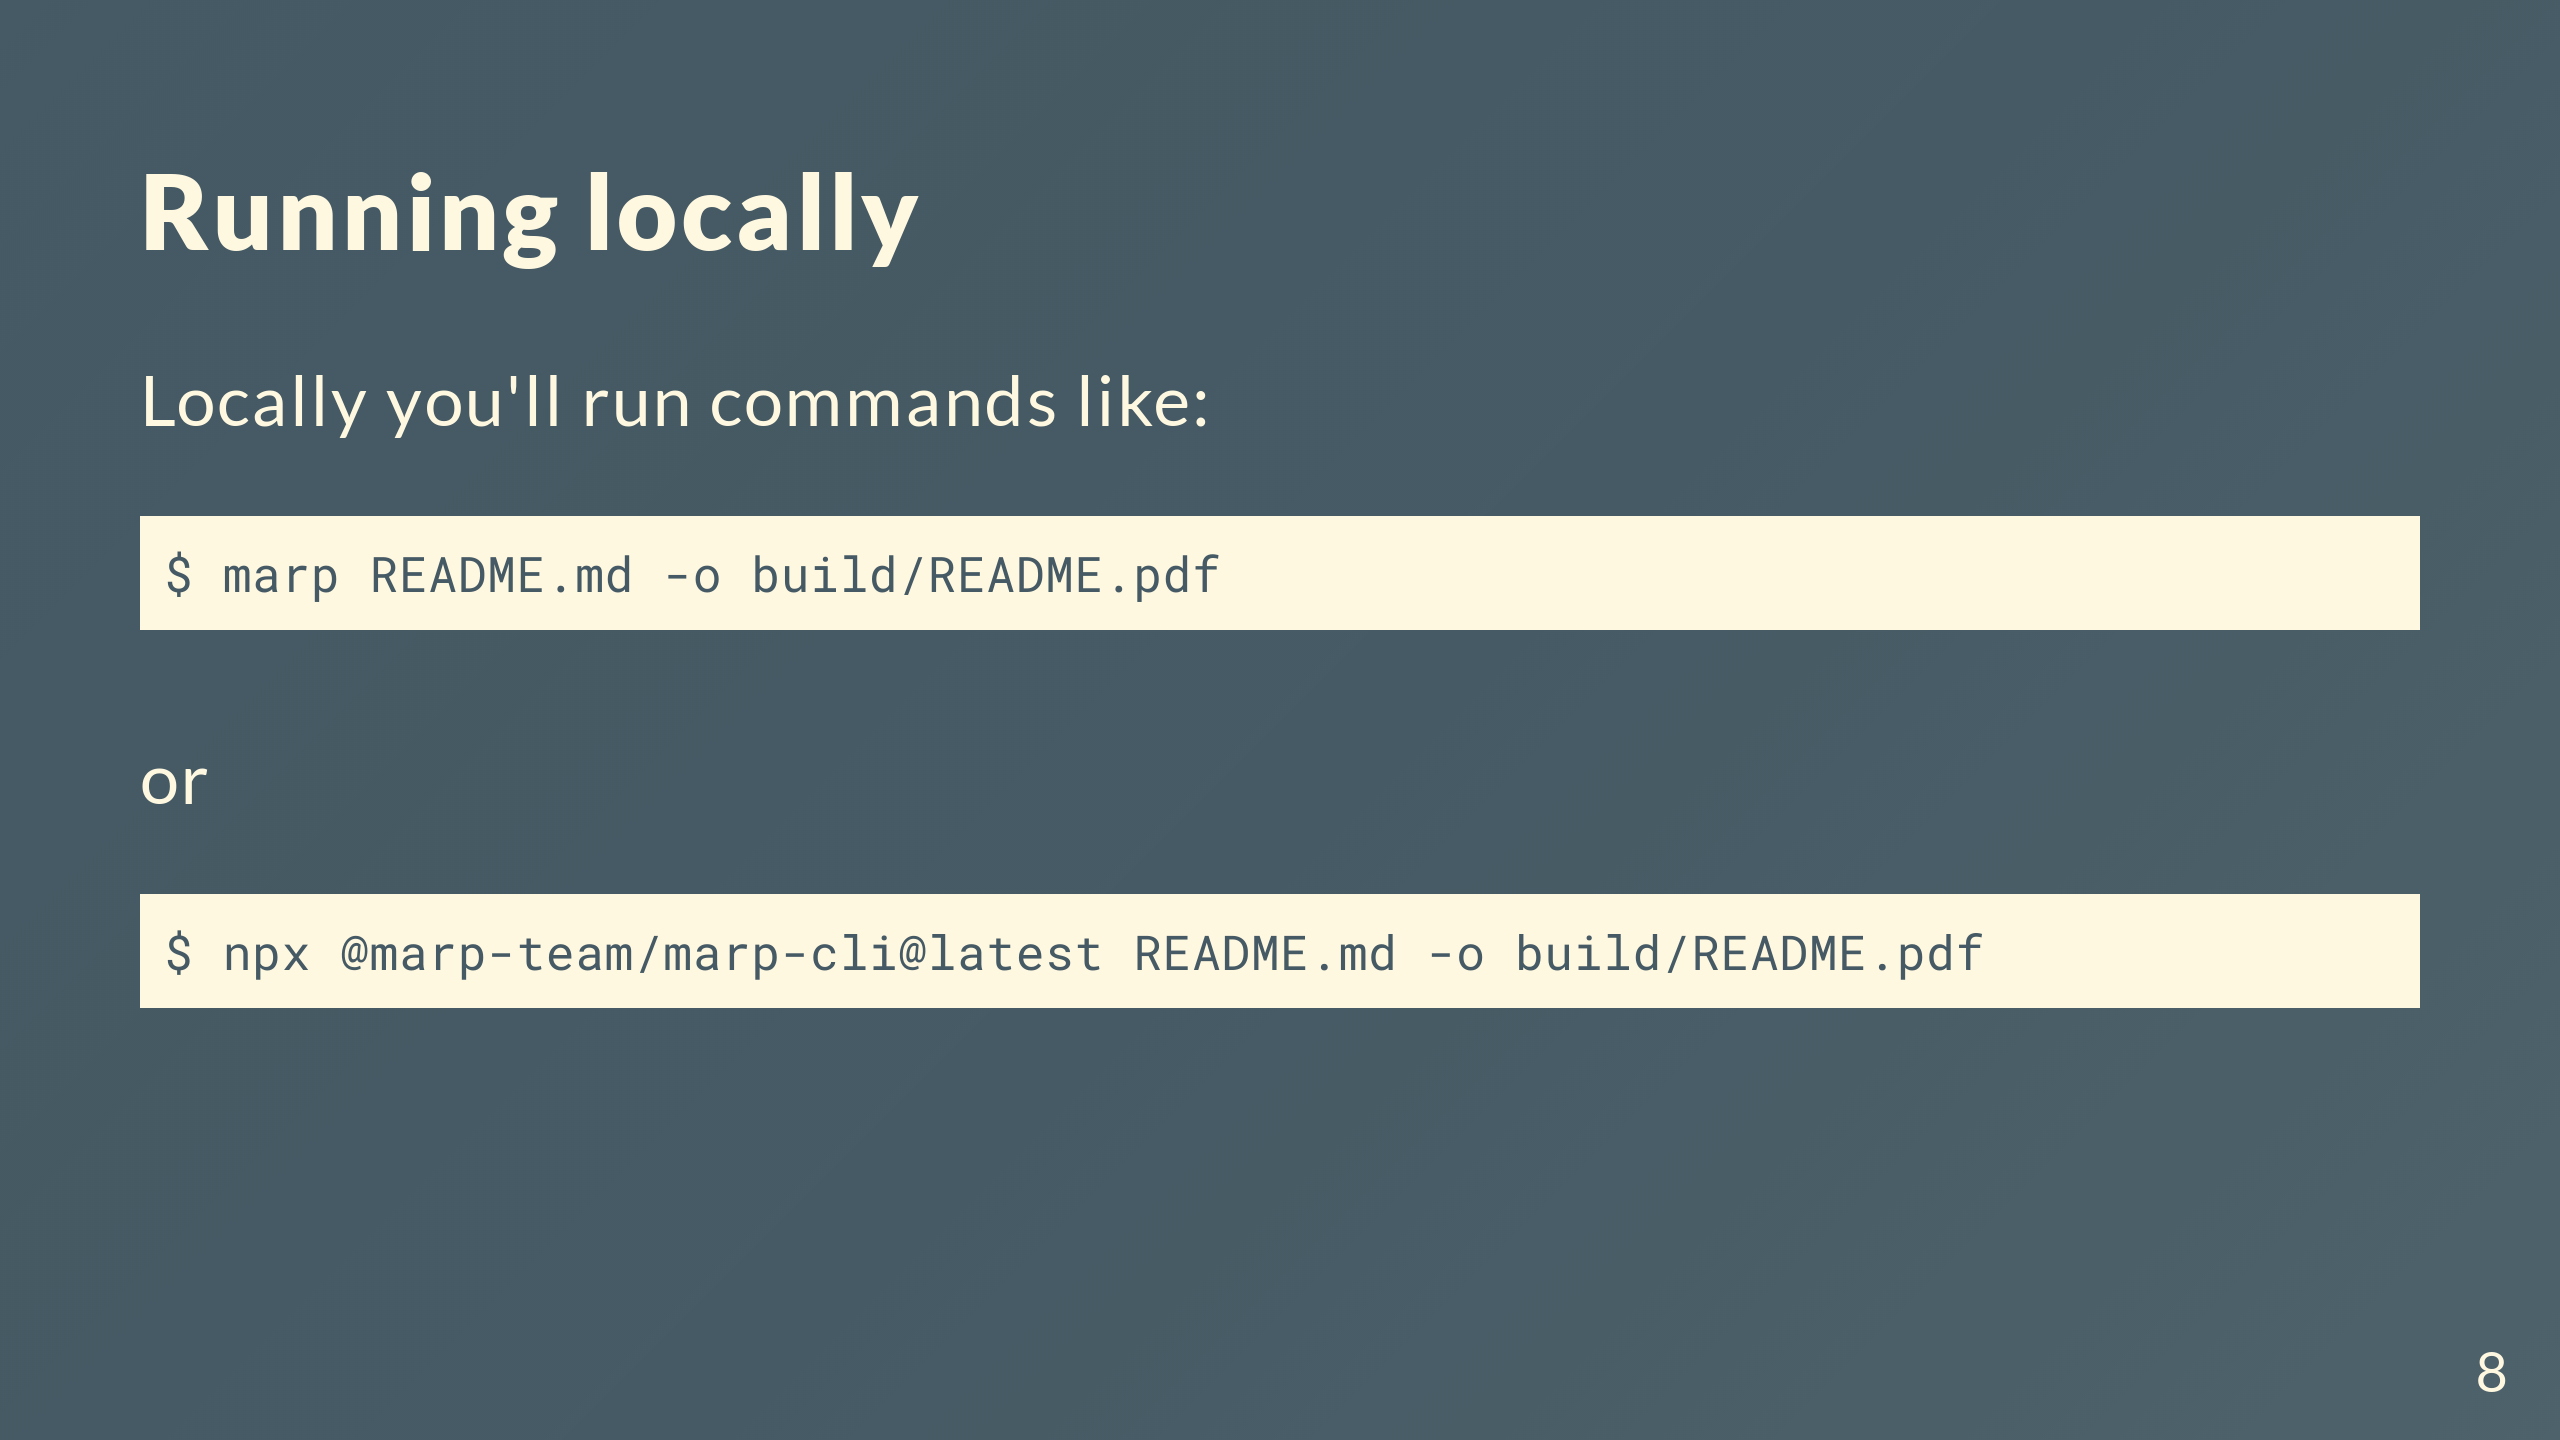 Running locally
Locally you'll run commands like:
$ marp README.md -o build/README.pdf
or
$ npx @marp-team/marp-cli@latest README.md -o build/README.pdf
8